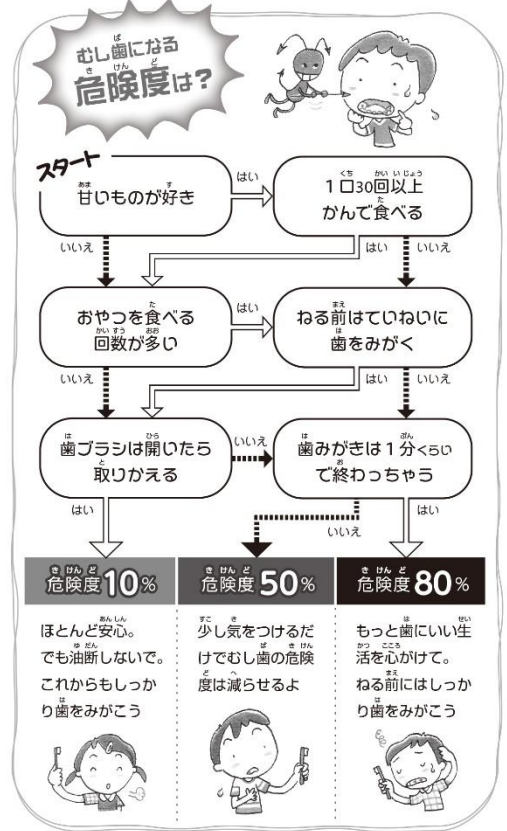 むし歯になる
危険度は?
スタート
甘いものが好き
はい
1口30回以上
かんで食べる
いいえ
はい
いいえ
おやつを食べる
回数が多い
はい
ねる前はていねいに
歯をみがく
いいえ
はい
いいえ
歯ブラシは開いたら
取りかえる
いいえ
歯みがきは1分くらい
で終わっちゃう
はい
いいえ
はい
危険度10%
危険度50%
危険度80%
ほとんど安心。
でも油断しないで。
これからもしっか
り歯をみがこう
少し気をつけるだ
けでむし歯の危険
度は減らせるよ
もっと歯にいい生
活を心がけて。
ねる前にはしっか
り歯をみがこう